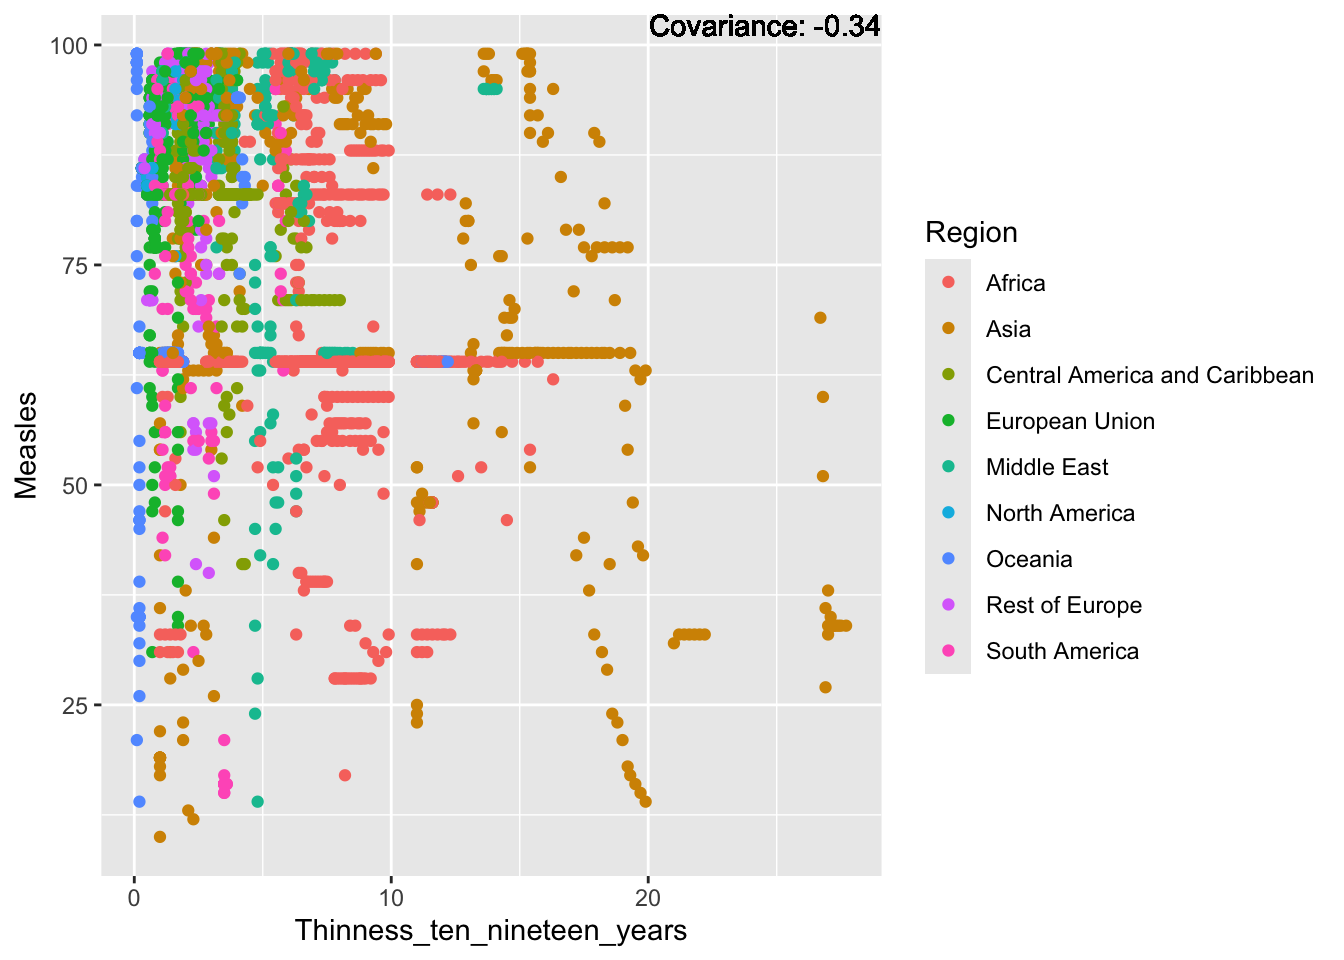 Covariance: -0.34
100
75
50
25
Measles
0
10
20
Thinness_ten_nineteen_years
Region
Africa
Asia
Central America and Caribbean
European Union
Middle East
North America
Oceania
Rest of Europe
South America